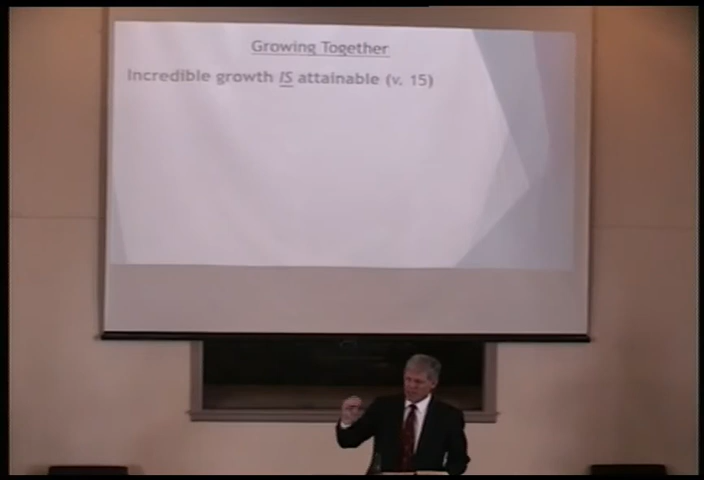 Growing Together
Incredible growth IS attainable (v. 15)